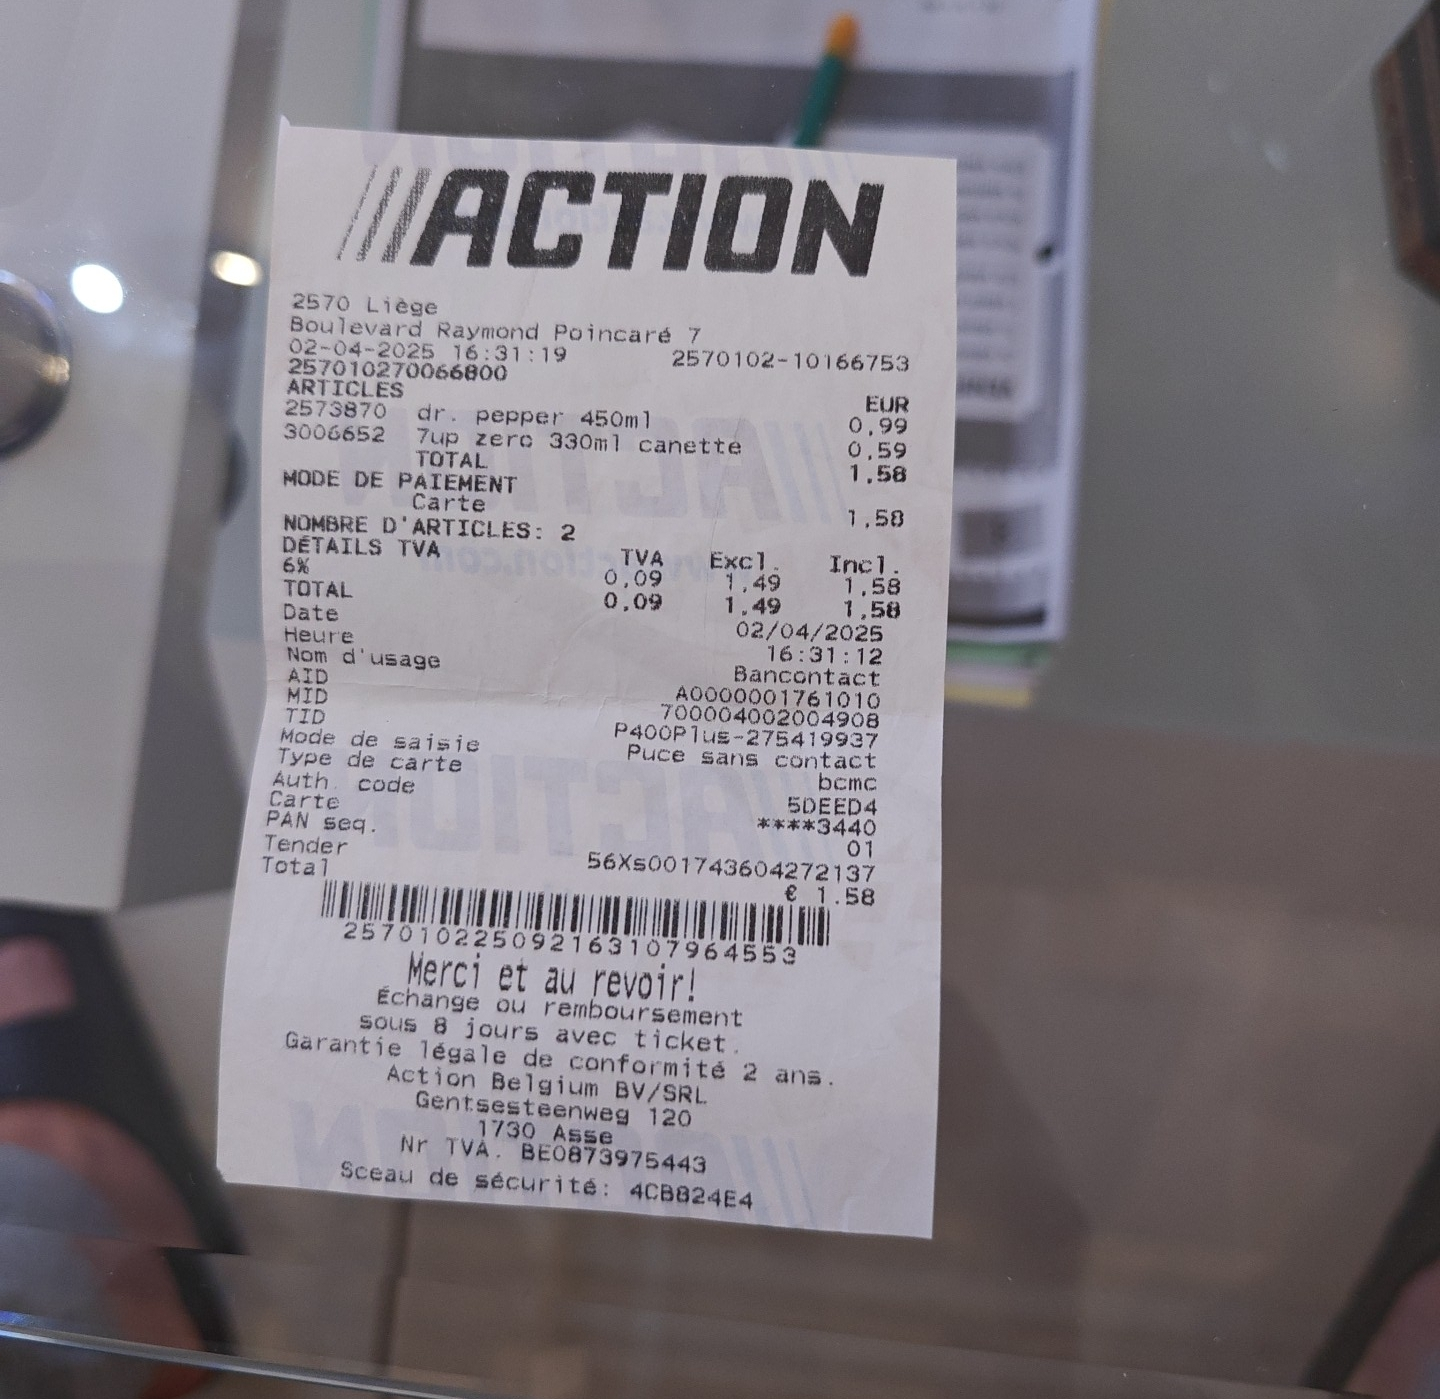 ///ACTION
2570 Liège
Boulevard Raymond Poincaré 7
02-04-2025 16:31:19 2570102-10166753
257010270066800
ARTICLES EUR
2573870 dr. pepper 450ml 0,99
3006652 7up zero 330ml canette 0,59
TOTAL 1,58
MODE DE PAIEMENT
Carte 1,58
NOMBRE D'ARTICLES: 2
DÉTAILS TVA TVA Excl. Incl.
6% 0,09 1,49 1,58
TOTAL 0,09 1,49 1,58
Date 02/04/2025
Heure 16:31:12
Nom d'usage Bancontact
AID A0000001761010
MID 700004002004908
TID P400Plus-275419937
Mode de saisie Puce sans contact
Type de carte bcmc
Auth. code 5DEED4
Carte ****3440
PAN seq. 01
Tender 56Xs001743604272137
Total € 1.58
257010225092163107964553
Merci et au revoir!
Échange ou remboursement
sous 8 jours avec ticket.
Garantie légale de conformité 2 ans.
Action Belgium BV/SRL
Gentsesteenweg 120
1730 Asse
Nr TVA. BE0873975443
Sceau de sécurité: 4CB824E4